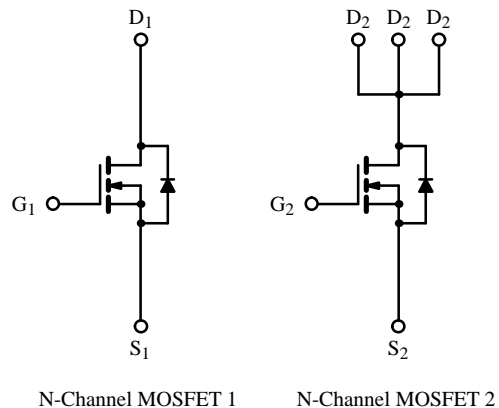 D1 D2 D2 D2
G1 G2
S1 S2
N-Channel MOSFET 1 N-Channel MOSFET 2